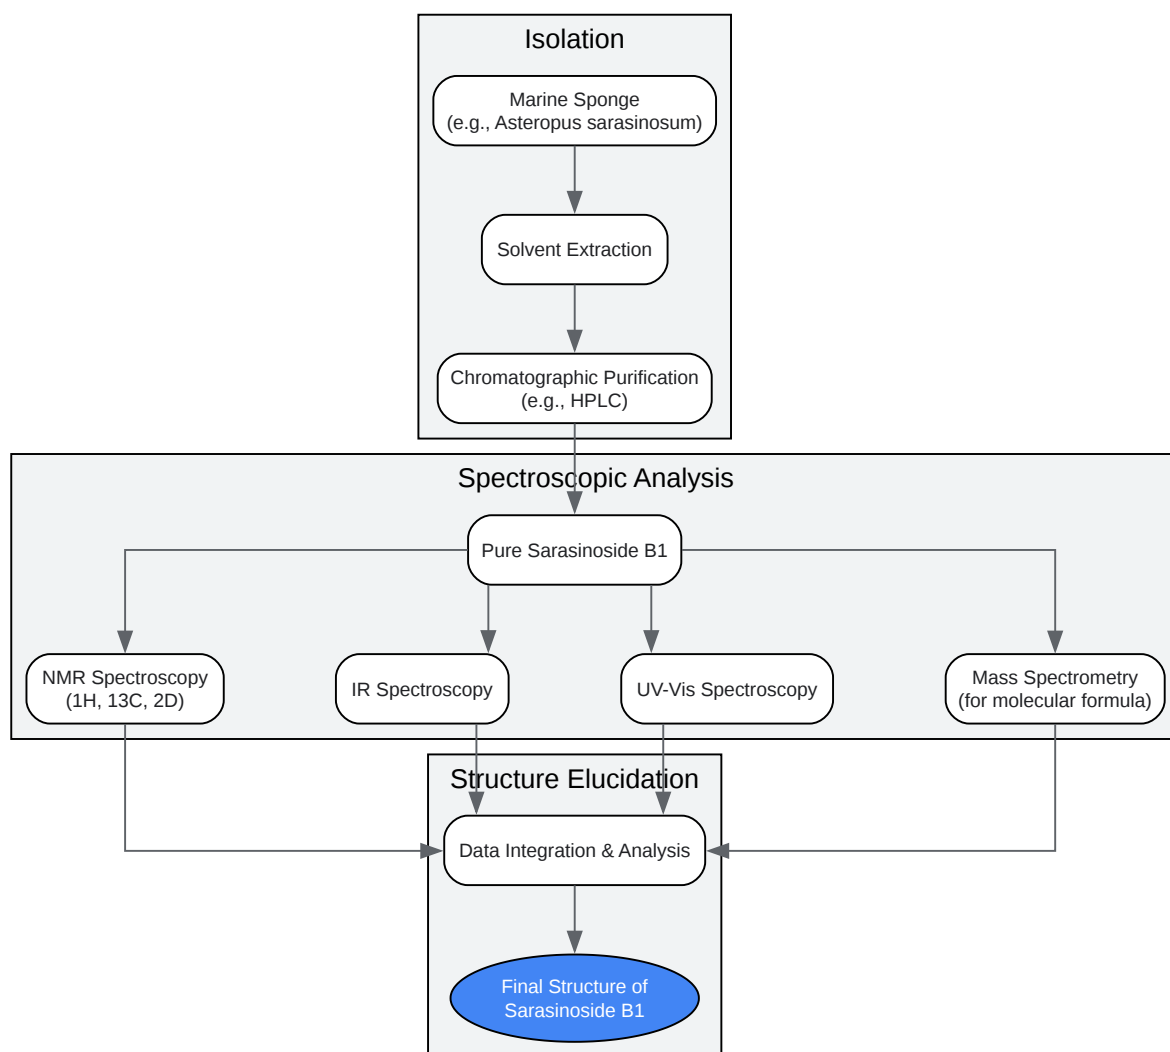 Isolation
Marine Sponge
(e.g., Asteropus sarasinosum)
Solvent Extraction
Chromatographic Purification
(e.g., HPLC)
Spectroscopic Analysis
Pure Sarasinoside B1
NMR Spectroscopy
(1H, 13C, 2D)
IR Spectroscopy
UV-Vis Spectroscopy
Mass Spectrometry
(for molecular formula)
Structure Elucidation
Data Integration & Analysis
Final Structure of
Sarasinoside B1